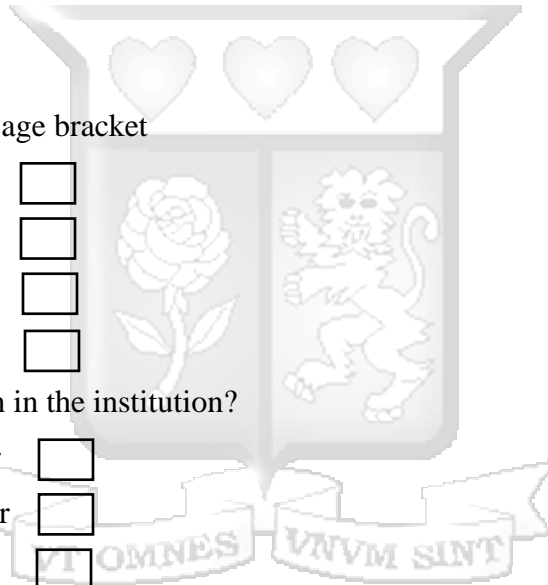 age bracket
in the institution?
r
VT OMNES VNVM SINT